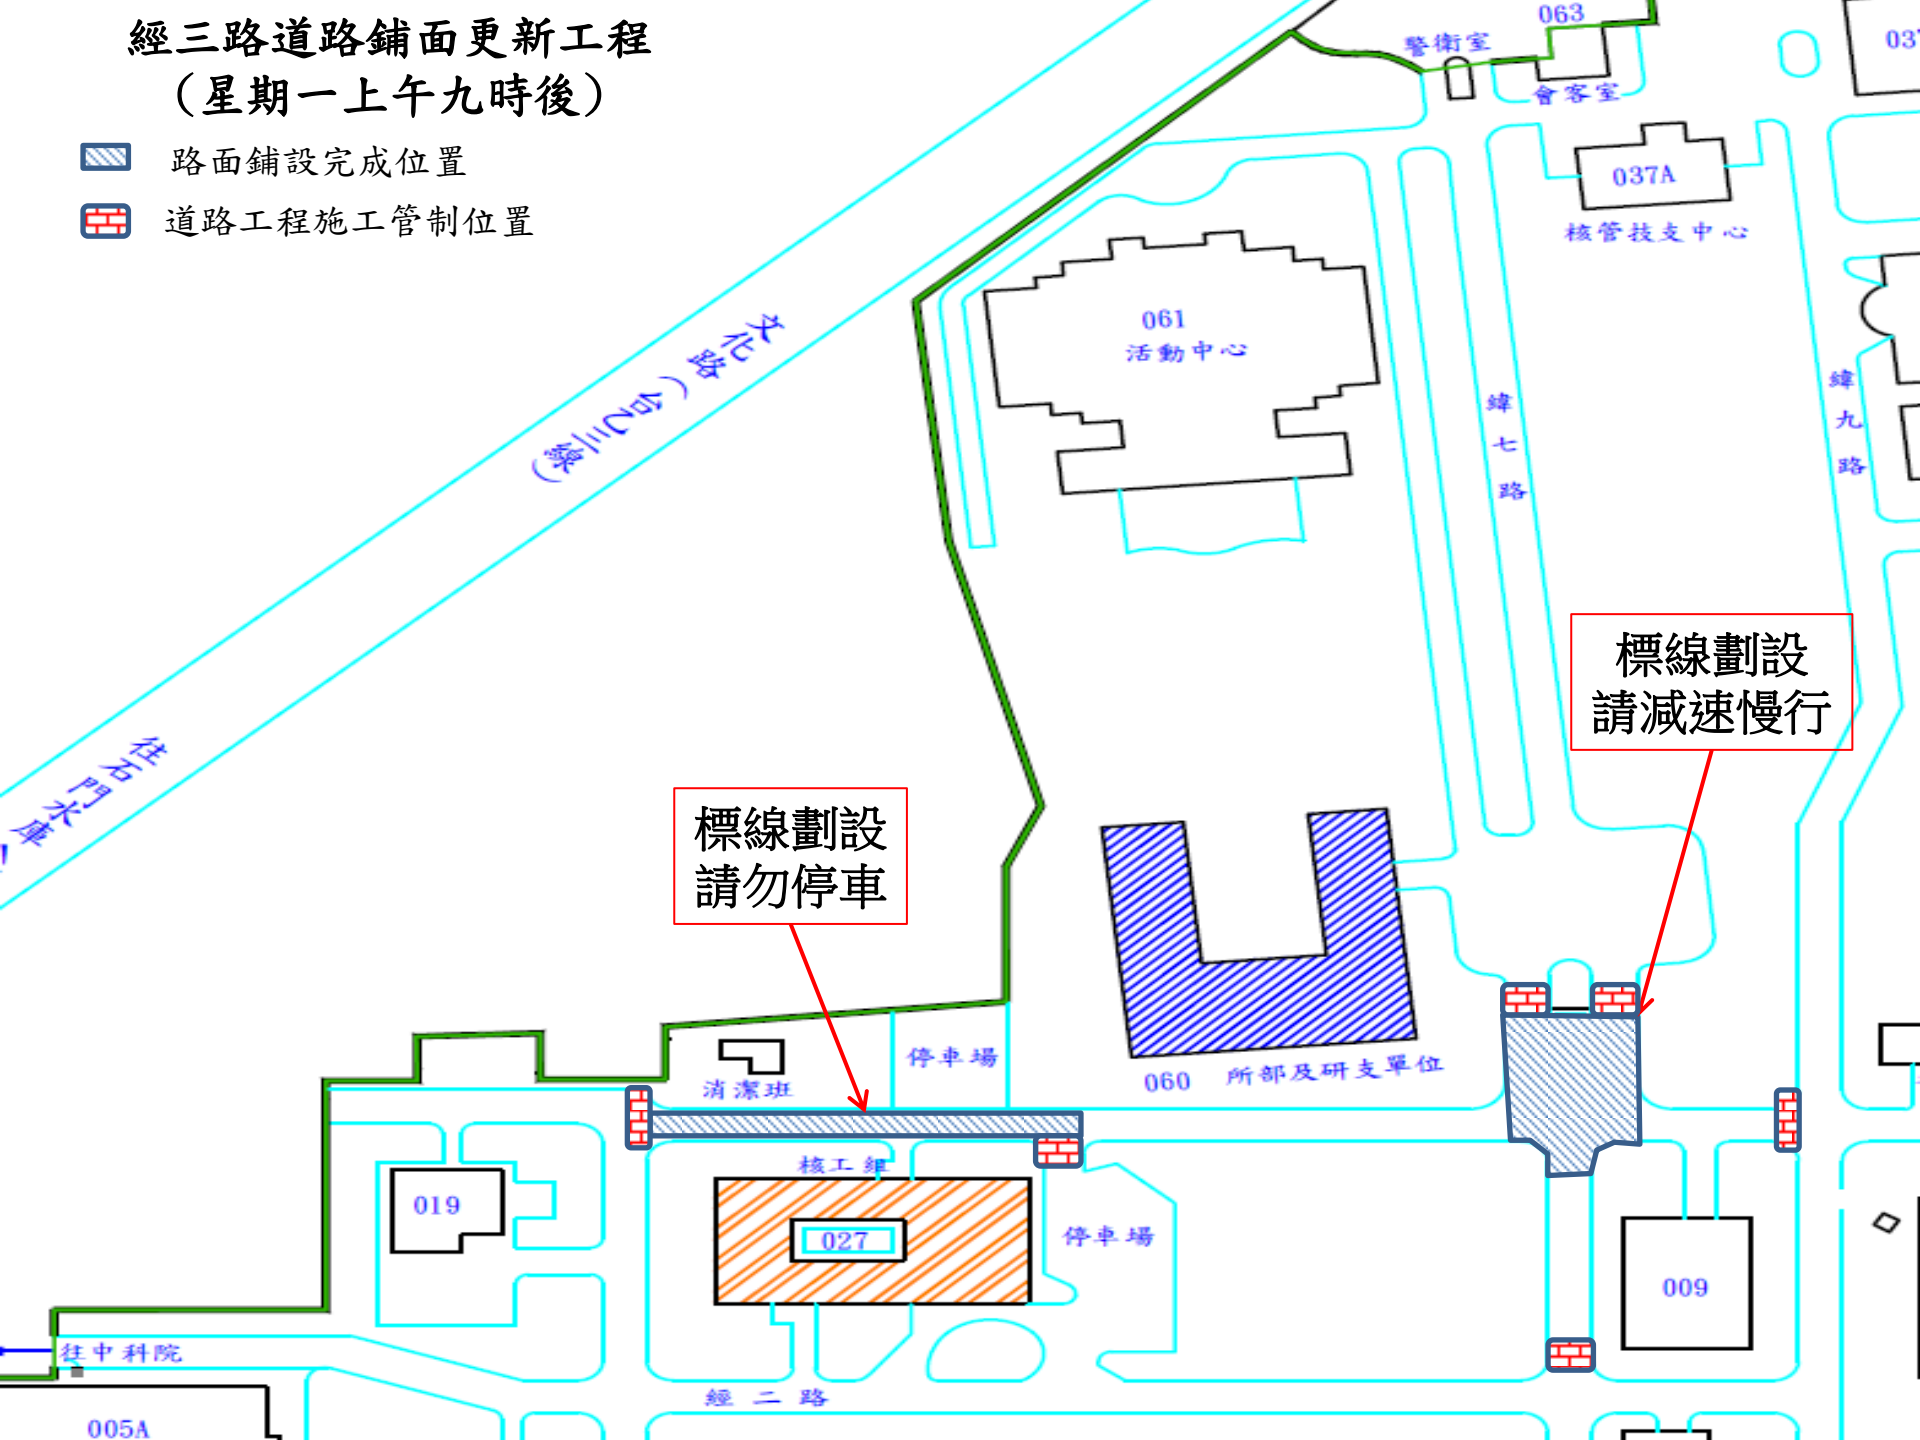 經三路道路鋪面更新工程
（星期一上午九時後）
路面鋪設完成位置
道路工程施工管制位置
063
警衛室
會客室
037A
核管技支中心
061
活動中心
文化路（台乙三線）
緯七路
緯九路
標線劃設
請減速慢行
往石門水庫
標線劃設
請勿停車
停車場
消潔班
060 所部及研支單位
核工組
019
027
停車場
009
往中科院
經二路
005A